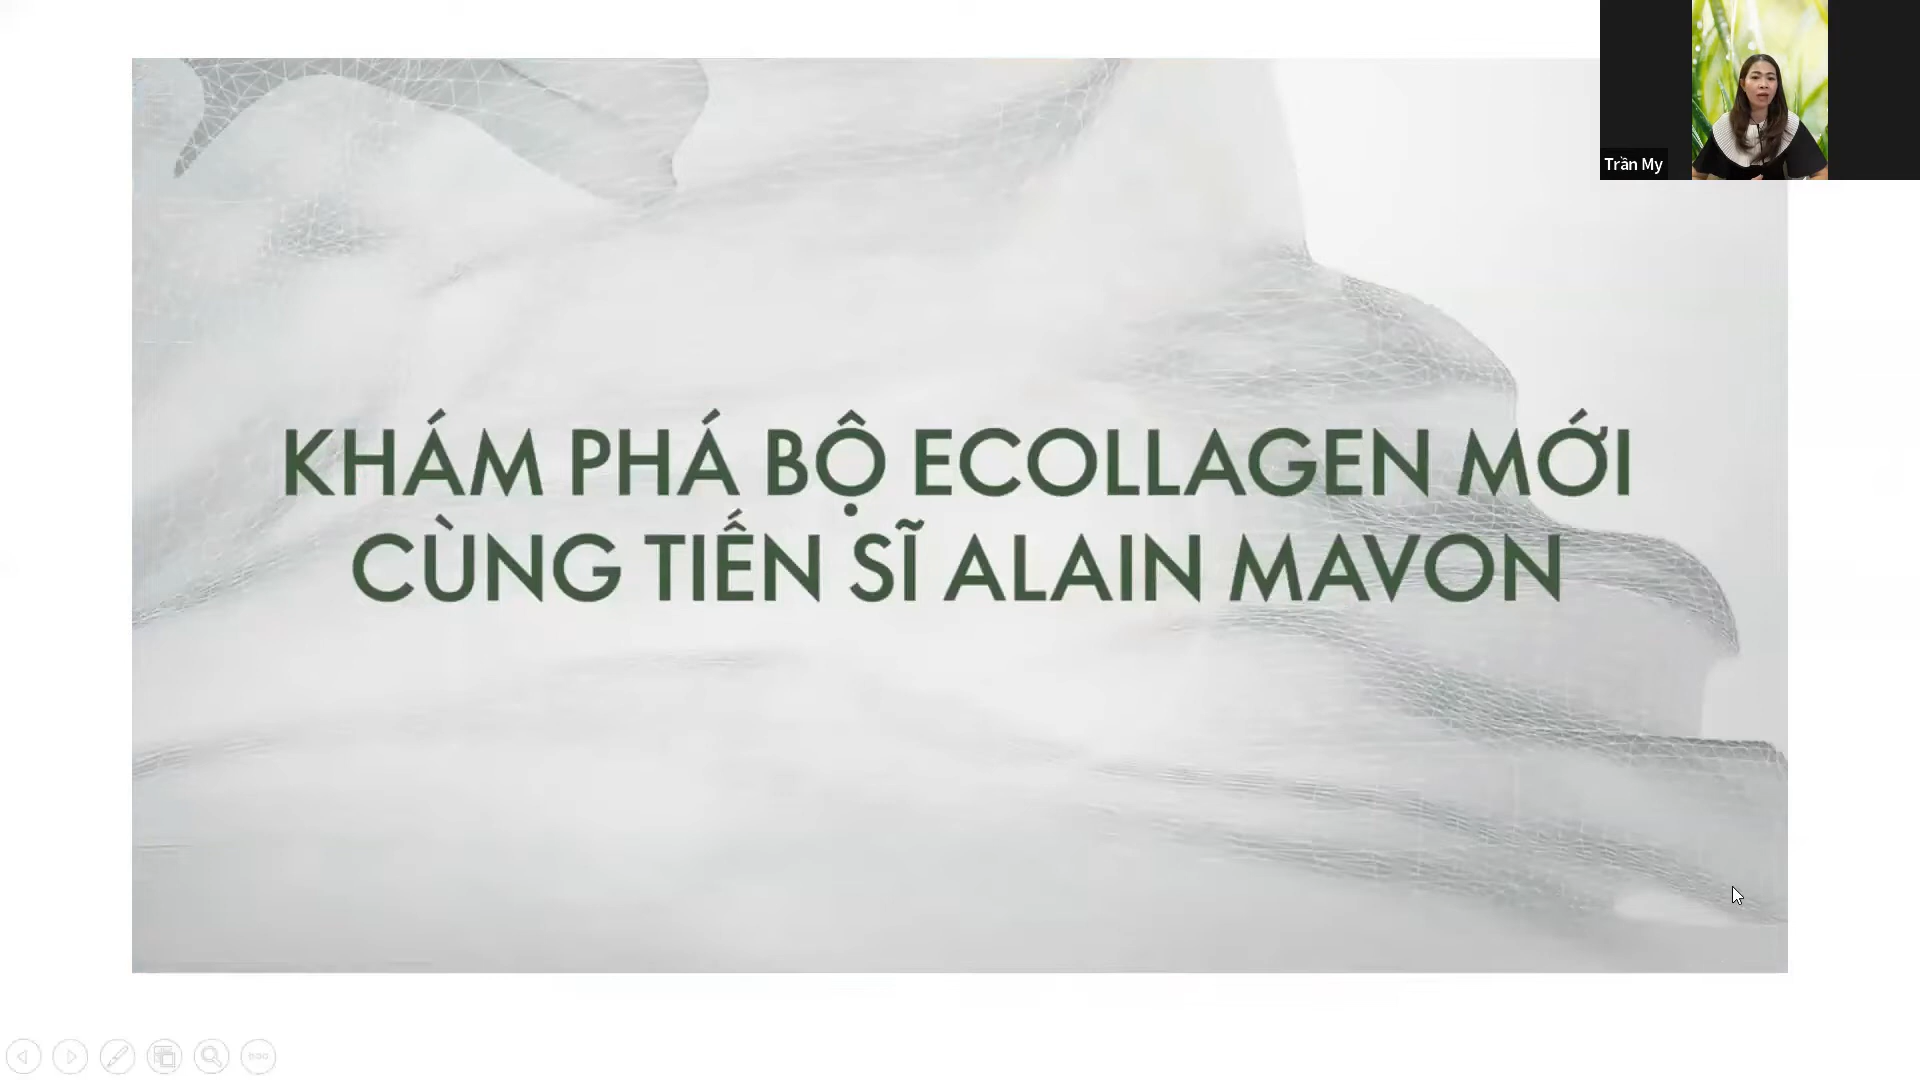 Trần My
KHÁM PHÁ BỘ ECOLLAGEN MỚI
CÙNG TIẾN SĨ ALAIN MAVON